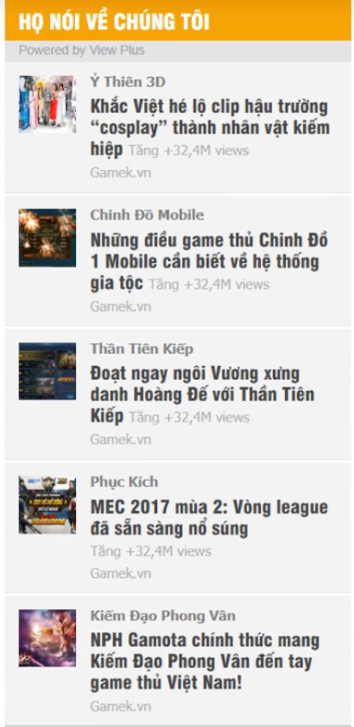 HỌ NÓI VỀ CHÚNG TÔI
Powered by View Plus
Ỷ Thiên 3D
Khắc Việt hé lộ clip hậu trường
“cosplay” thành nhân vật kiếm
hiệp Tăng +32,4M views
Gamek.vn
Chinh Đồ Mobile
Những điều game thủ Chinh Đồ
1 Mobile cần biết về hệ thống
gia tộc Tăng +32,4M views
Gamek.vn
Thần Tiên Kiếp
Đoạt ngay ngôi Vương xưng
danh Hoàng Đế với Thần Tiên
Kiếp Tăng +32,4M views
Gamek.vn
Phục Kích
MEC 2017 mùa 2: Vòng league
đã sẵn sàng nổ súng
Tăng +32,4M views
Gamek.vn
Kiếm Đạo Phong Vân
NPH Gamota chính thức mang
Kiếm Đạo Phong Vân đến tay
game thủ Việt Nam!
Gamek.vn